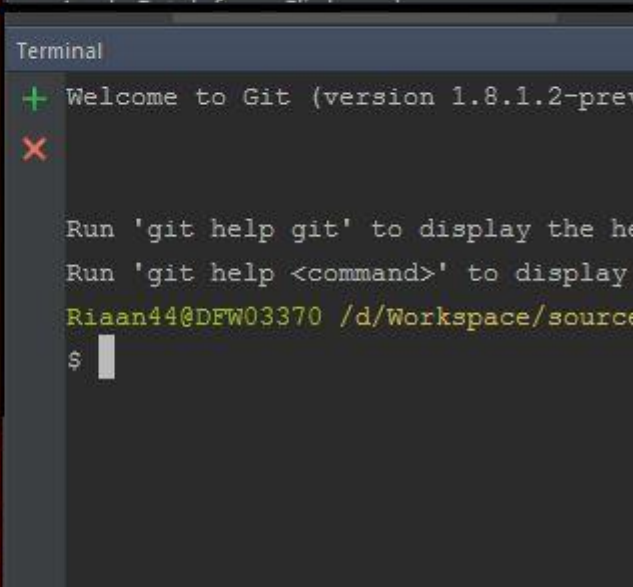 Terminal
Welcome to Git (version 1.8.1.2-prev
Run 'git help git' to display the he
Run 'git help <command>' to display
Riaan44@DFW03370 /d/Workspace/source
$